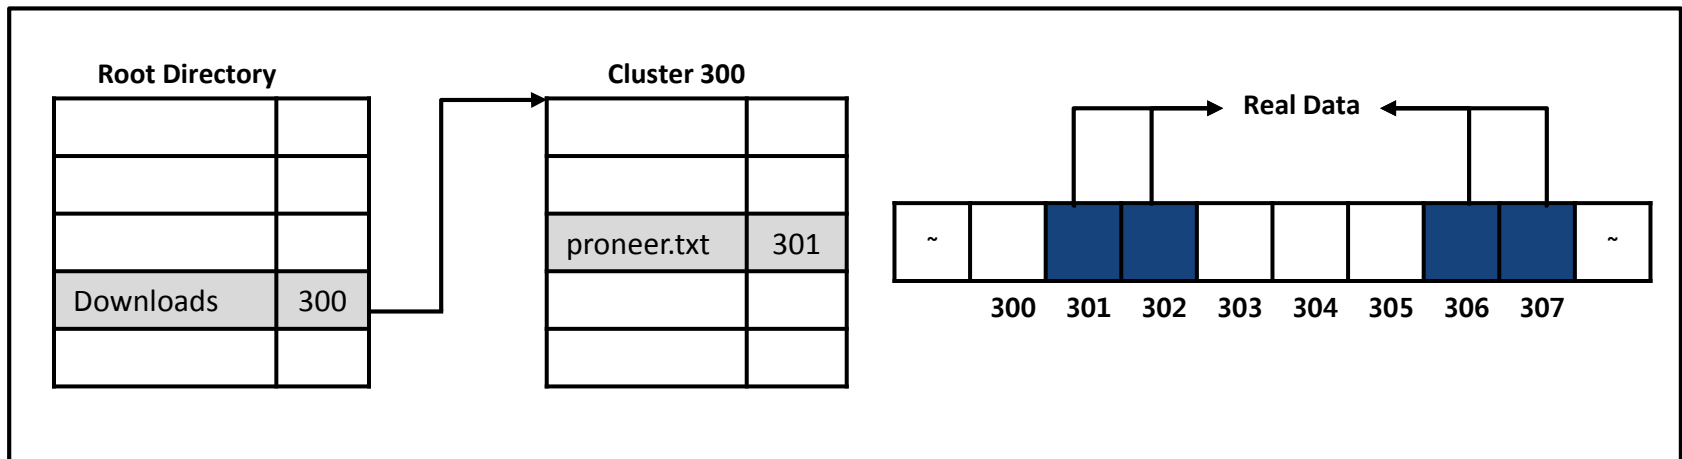 Root Directory
Downloads 300
Cluster 300
proneer.txt 301
Real Data
~ ~
300 301 302 303 304 305 306 307